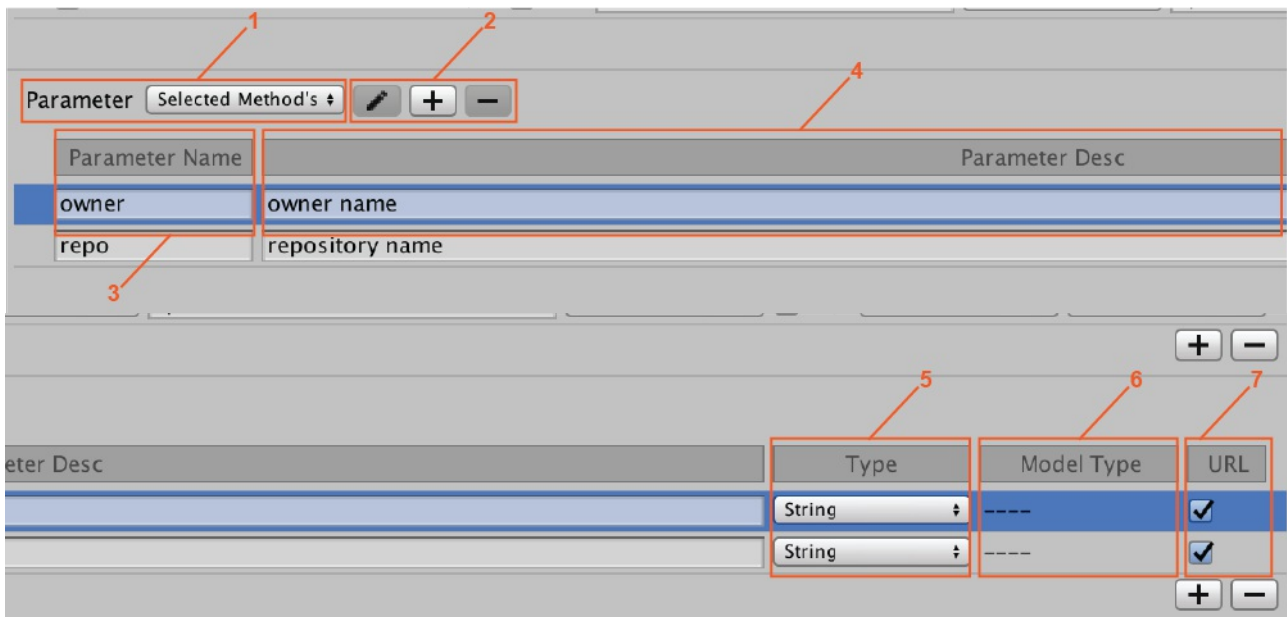 1 2
4
Parameter Selected Method's
Parameter Name Parameter Desc
owner owner name
repo repository name
3
5 6 7
eter Desc Type Model Type URL
String ----
String ----